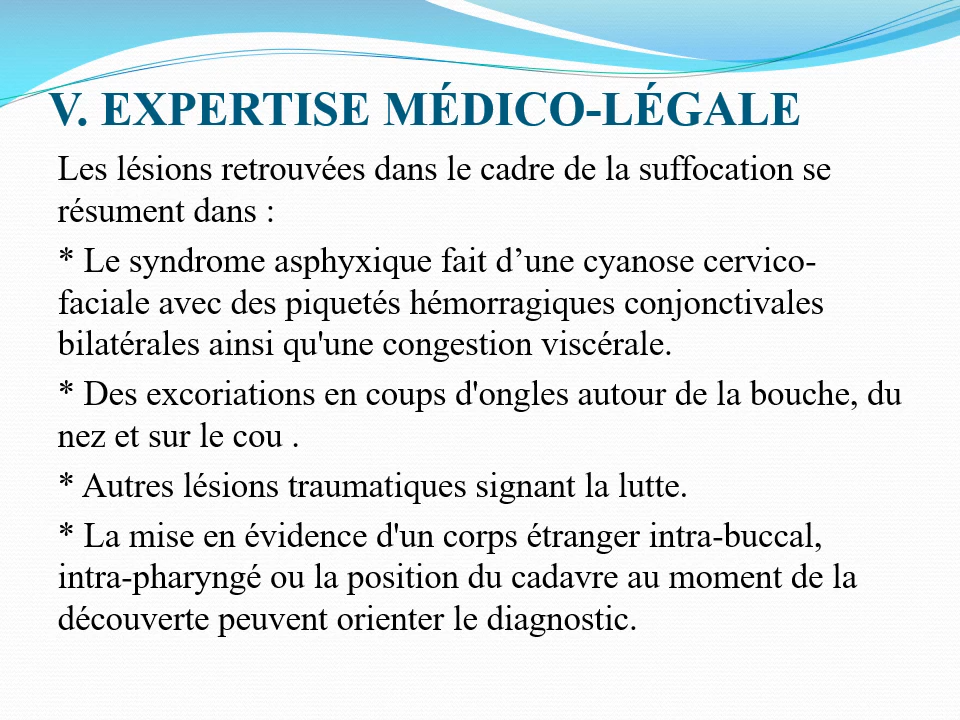 V. EXPERTISE MÉDICO-LÉGALE
Les lésions retrouvées dans le cadre de la suffocation se
résument dans :
* Le syndrome asphyxique fait d’une cyanose cervico-
faciale avec des piquetés hémorragiques conjonctivales
bilatérales ainsi qu'une congestion viscérale.
* Des excoriations en coups d'ongles autour de la bouche, du
nez et sur le cou .
* Autres lésions traumatiques signant la lutte.
* La mise en évidence d'un corps étranger intra-buccal,
intra-pharyngé ou la position du cadavre au moment de la
découverte peuvent orienter le diagnostic.